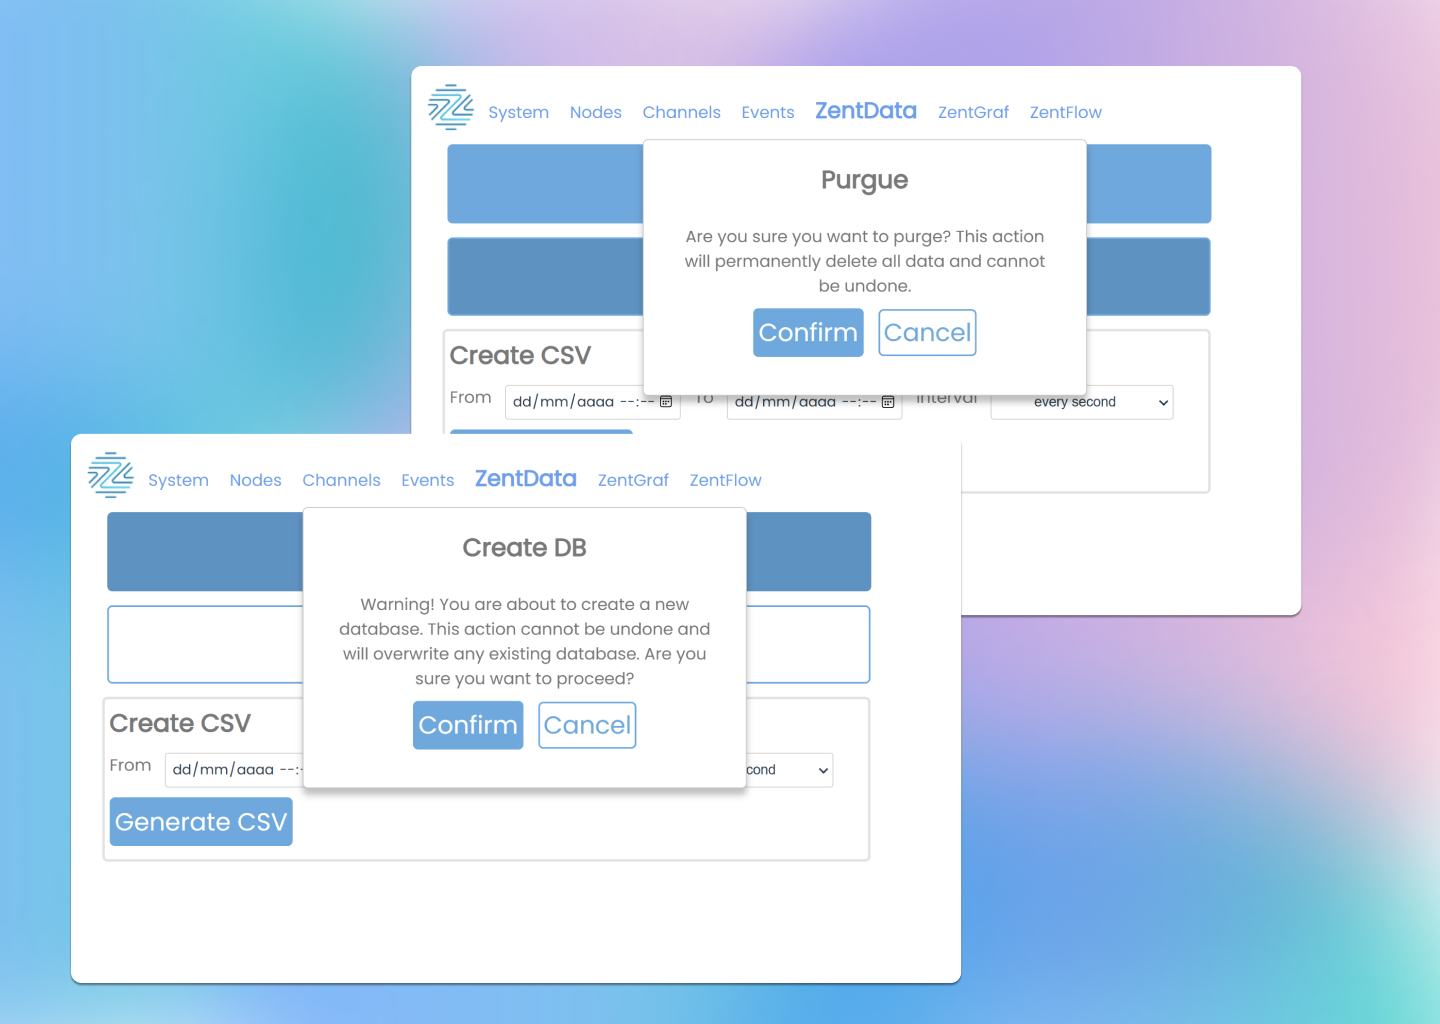 System Nodes Channels Events ZentData ZentGraf ZentFlow
Purgue
Are you sure you want to purge? This action
will permanently delete all data and cannot
be undone.
Confirm Cancel
Create CSV
From dd/mm/aaaa --:-- To dd/mm/aaaa --:-- Interval every second
System Nodes Channels Events ZentData ZentGraf ZentFlow
Create DB
Warning! You are about to create a new
database. This action cannot be undone and
will overwrite any existing database. Are you
sure you want to proceed?
Confirm Cancel
Create CSV
From dd/mm/aaaa --:- cond
Generate CSV